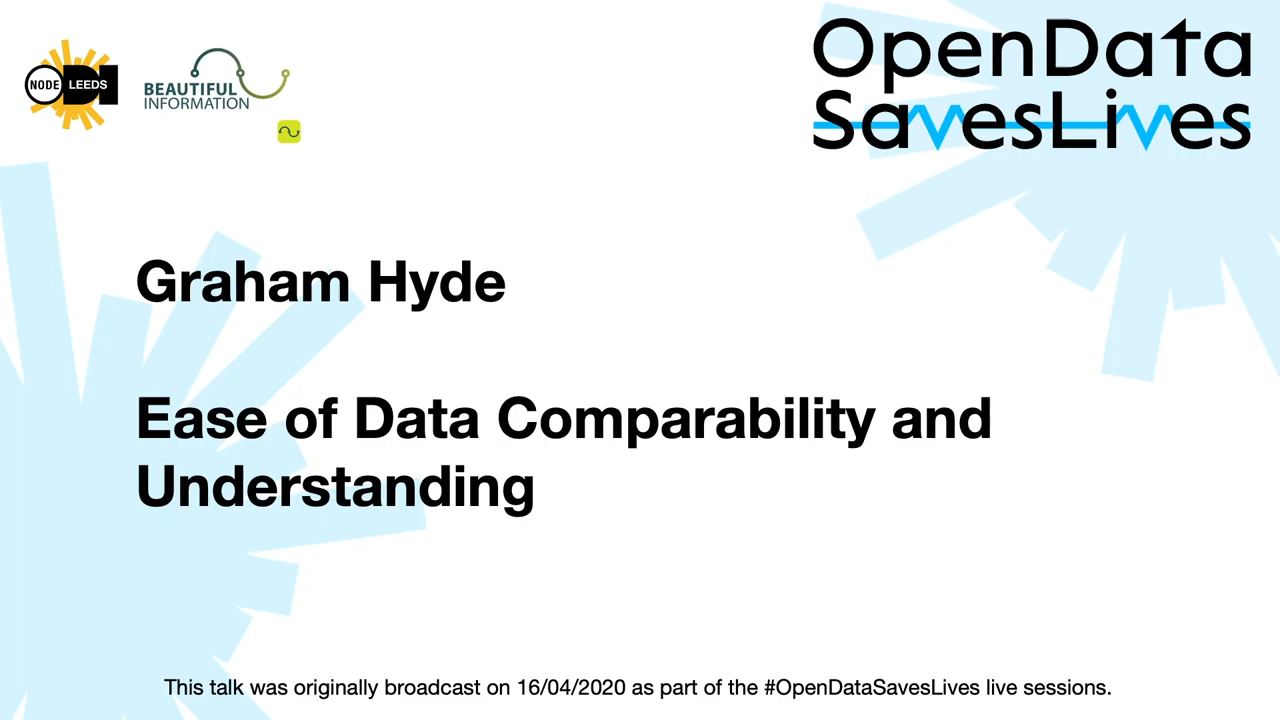 NODE LEEDS
BEAUTIFUL
INFORMATION
OpenData
SavesLives
Graham Hyde
Ease of Data Comparability and
Understanding
This talk was originally broadcast on 16/04/2020 as part of the #OpenDataSavesLives live sessions.